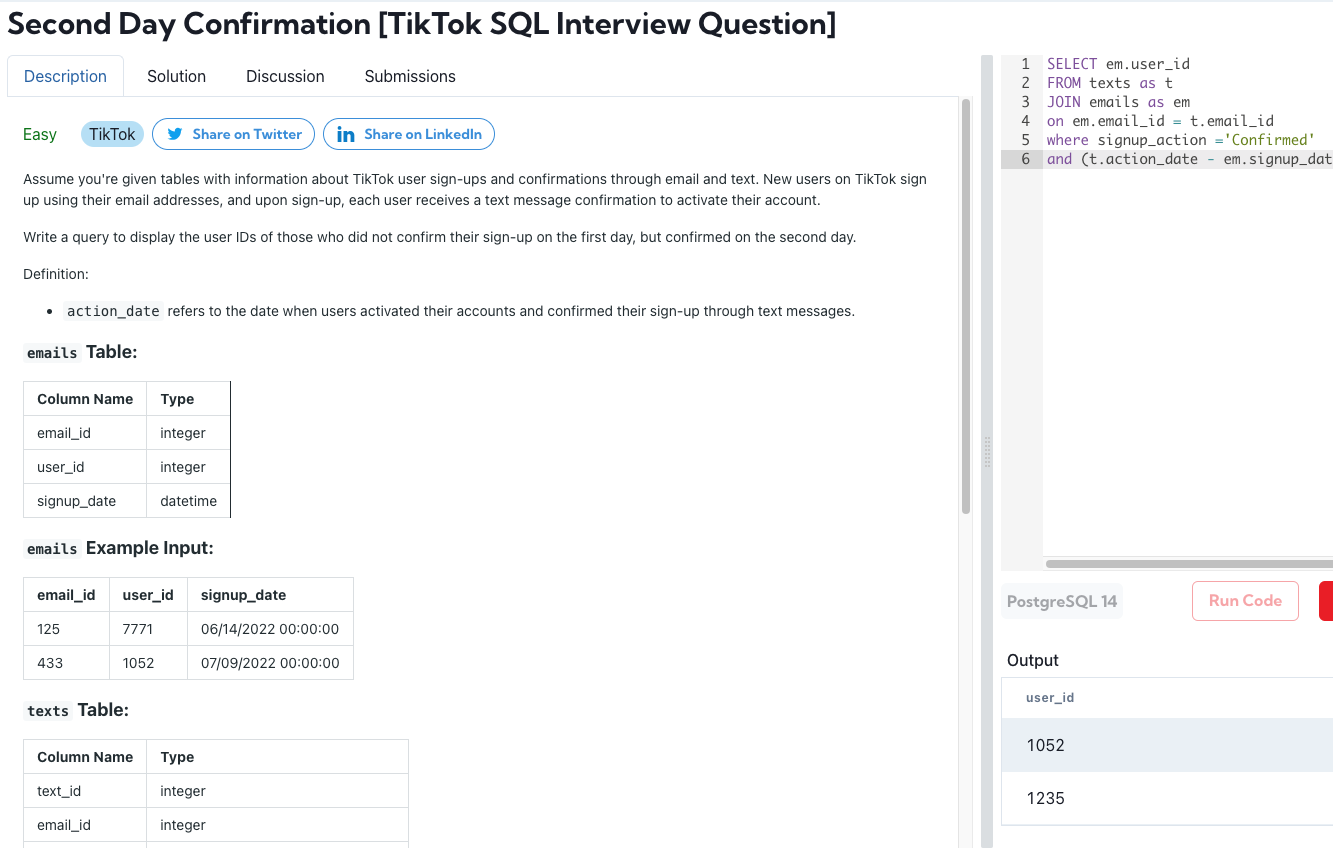 Second Day Confirmation [TikTok SQL Interview Question]
Description Solution Discussion Submissions
Easy TikTok Share on Twitter Share on LinkedIn
Assume you're given tables with information about TikTok user sign-ups and confirmations through email and text. New users on TikTok sign
up using their email addresses, and upon sign-up, each user receives a text message confirmation to activate their account.
Write a query to display the user IDs of those who did not confirm their sign-up on the first day, but confirmed on the second day.
Definition:
• action_date refers to the date when users activated their accounts and confirmed their sign-up through text messages.
emails Table:
Column Name Type
email_id integer
user_id integer
signup_date datetime
emails Example Input:
email_id user_id signup_date
125 7771 06/14/2022 00:00:00
433 1052 07/09/2022 00:00:00
texts Table:
Column Name Type
text_id integer
email_id integer
1 SELECT em.user_id
2 FROM texts as t
3 JOIN emails as em
4 on em.email_id = t.email_id
5 where signup_action ='Confirmed'
6 and (t.action_date - em.signup_dat
PostgreSQL 14 Run Code
Output
user_id
1052
1235